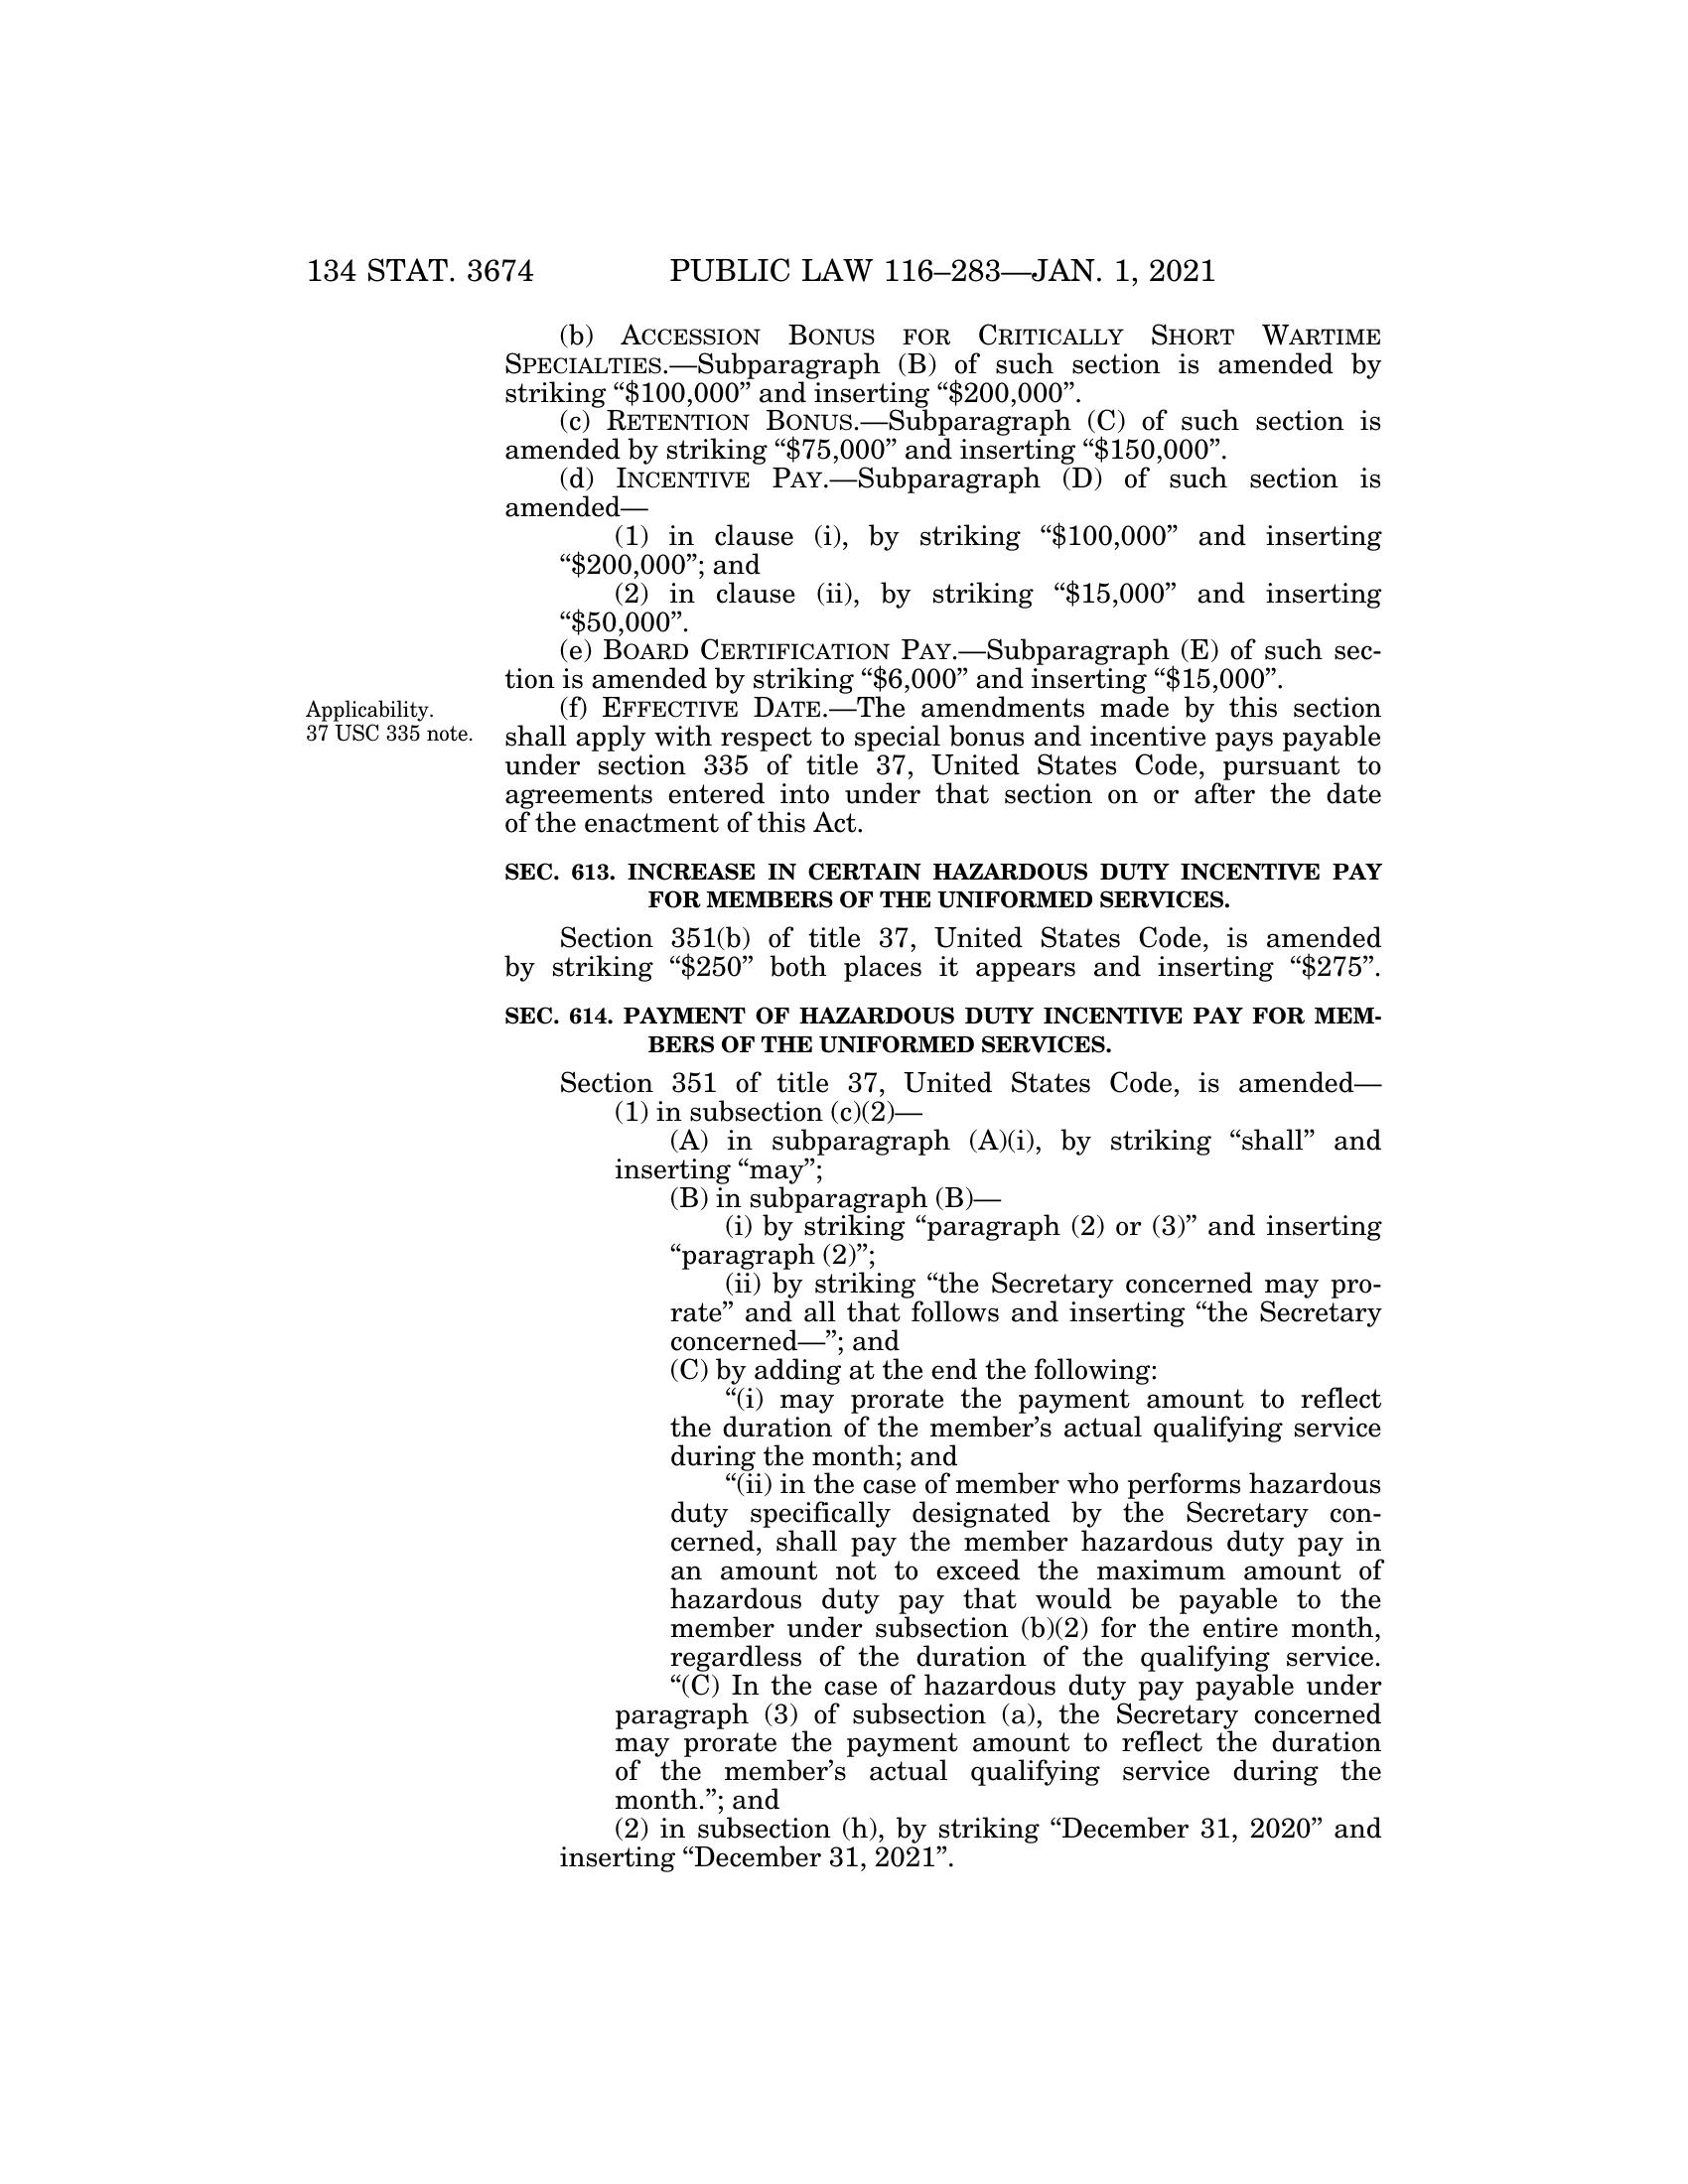 134 STAT. 3674
PUBLIC LAW 116–283—JAN. 1, 2021
(b) ACCESSION BONUS FOR CRITICALLY SHORT WARTIME
SPECIALTIES.—Subparagraph (B) of such section is amended by
striking “$100,000” and inserting “$200,000”.
(c) RETENTION BONUS.—Subparagraph (C) of such section is
amended by striking “$75,000” and inserting “$150,000”.
(d) INCENTIVE PAY.—Subparagraph (D) of such section is
amended—
(1) in clause (i), by striking “$100,000” and inserting
“$200,000”; and
(2) in clause (ii), by striking “$15,000” and inserting
“$50,000”.
(e) BOARD CERTIFICATION PAY.—Subparagraph (E) of such sec-
tion is amended by striking “$6,000” and inserting “$15,000”.
Applicability.
37 USC 335 note.
(f) EFFECTIVE DATE.—The amendments made by this section
shall apply with respect to special bonus and incentive pays payable
under section 335 of title 37, United States Code, pursuant to
agreements entered into under that section on or after the date
of the enactment of this Act.
SEC. 613. INCREASE IN CERTAIN HAZARDOUS DUTY INCENTIVE PAY
FOR MEMBERS OF THE UNIFORMED SERVICES.
Section 351(b) of title 37, United States Code, is amended
by striking “$250” both places it appears and inserting “$275”.
SEC. 614. PAYMENT OF HAZARDOUS DUTY INCENTIVE PAY FOR MEM-
BERS OF THE UNIFORMED SERVICES.
Section 351 of title 37, United States Code, is amended—
(1) in subsection (c)(2)—
(A) in subparagraph (A)(i), by striking “shall” and
inserting “may”;
(B) in subparagraph (B)—
(i) by striking “paragraph (2) or (3)” and inserting
“paragraph (2)”;
(ii) by striking “the Secretary concerned may pro-
rate” and all that follows and inserting “the Secretary
concerned—”; and
(C) by adding at the end the following:
“(i) may prorate the payment amount to reflect
the duration of the member’s actual qualifying service
during the month; and
“(ii) in the case of member who performs hazardous
duty specifically designated by the Secretary con-
cerned, shall pay the member hazardous duty pay in
an amount not to exceed the maximum amount of
hazardous duty pay that would be payable to the
member under subsection (b)(2) for the entire month,
regardless of the duration of the qualifying service.
“(C) In the case of hazardous duty pay payable under
paragraph (3) of subsection (a), the Secretary concerned
may prorate the payment amount to reflect the duration
of the member’s actual qualifying service during the
month.”; and
(2) in subsection (h), by striking “December 31, 2020” and
inserting “December 31, 2021”.